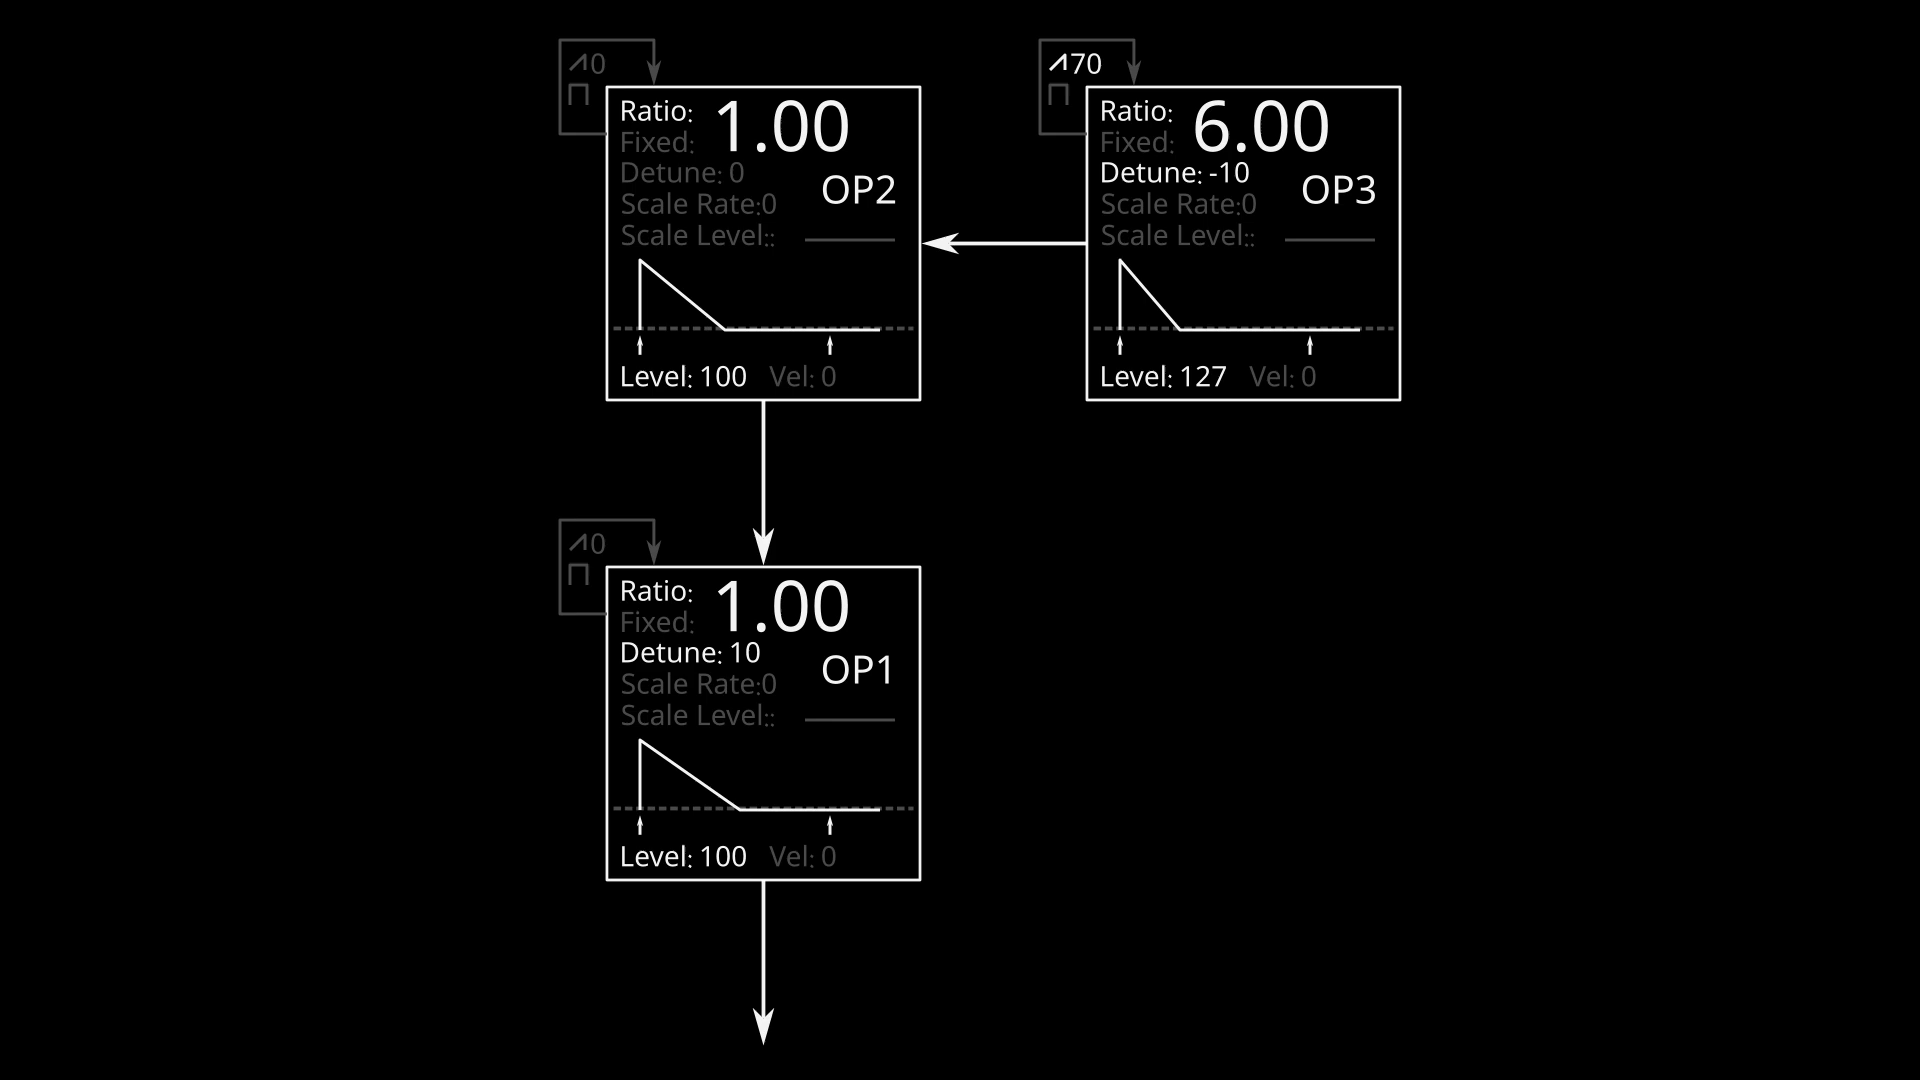 0
Ratio: 1.00
Fixed:
Detune: 0
OP2
Scale Rate:0
Scale Level::
Level: 100 Vel: 0
70
Ratio: 6.00
Fixed:
Detune: -10
OP3
Scale Rate:0
Scale Level::
Level: 127 Vel: 0
0
Ratio: 1.00
Fixed:
Detune: 10
OP1
Scale Rate:0
Scale Level::
Level: 100 Vel: 0